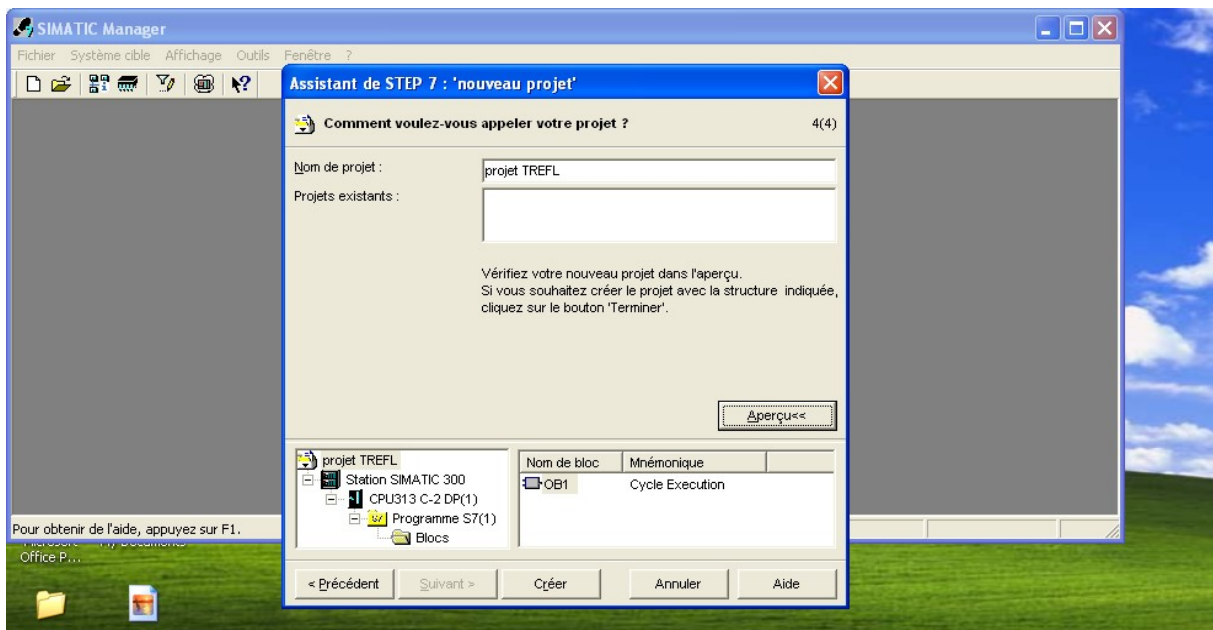 SIMATIC Manager
Fichier Système cible Affichage Outils Fenêtre ?
Assistant de STEP 7 : 'nouveau projet'
Comment voulez-vous appeler votre projet ? 4(4)
Nom de projet : projet TREFL
Projets existants :
Vérifiez votre nouveau projet dans l'aperçu.
Si vous souhaitez créer le projet avec la structure indiquée,
cliquez sur le bouton 'Terminer'.
Aperçu<<
projet TREFL
Station SIMATIC 300
CPU313 C-2 DP(1)
Programme S7(1)
Blocs
Nom de bloc Mnémonique
OB1 Cycle Execution
< Précédent Suivant > Créer Annuler Aide
Pour obtenir de l'aide, appuyez sur F1.
Office P...